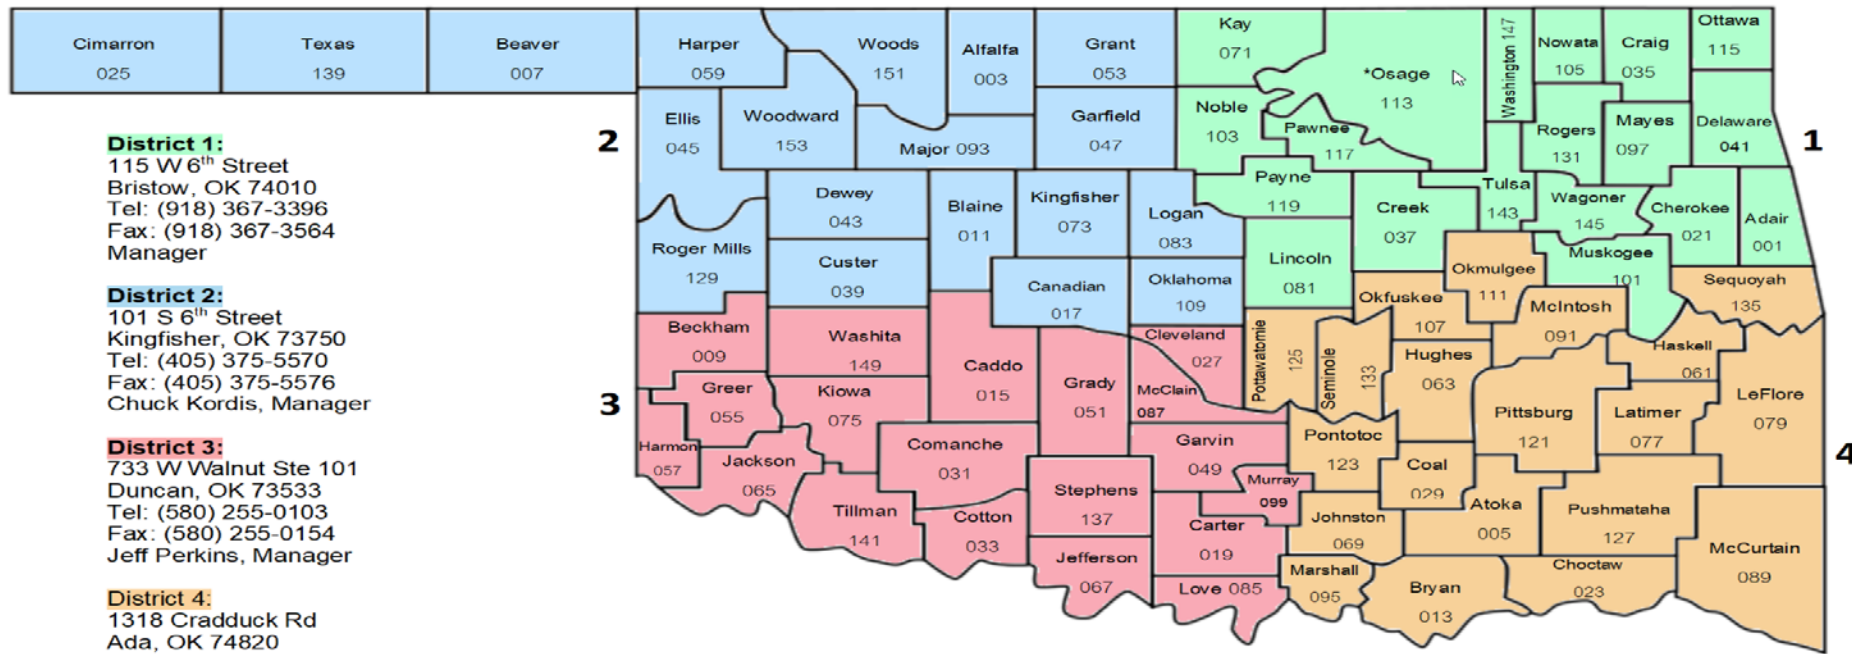 Cimarron
025
Texas
139
Beaver
007
Harper
059
Woods
151
Alfalfa
003
Grant
053
Kay
071
*Osage
113
Washington 147
Nowata
105
Craig
035
Ottawa
115
Ellis
045
Woodward
153
Major 093
Garfield
047
Noble
103
Pawnee
117
Rogers
131
Mayes
097
Delaware
041
2
1
District 1:
115 W 6th Street
Bristow, OK 74010
Tel: (918) 367-3396
Fax: (918) 367-3564
Manager
Roger Mills
129
Dewey
043
Custer
039
Blaine
011
Kingfisher
073
Logan
083
Payne
119
Creek
037
Tulsa
143
Wagoner
145
Cherokee
021
Adair
001
Canadian
017
Oklahoma
109
Lincoln
081
Okmulgee
111
Muskogee
101
Sequoyah
135
District 2:
101 S 6th Street
Kingfisher, OK 73750
Tel: (405) 375-5570
Fax: (405) 375-5576
Chuck Kordis, Manager
Beckham
009
Washita
149
Caddo
015
Grady
051
Cleveland
027
McClain
087
Pottawatomie
125
Seminole
133
Okfuskee
107
Hughes
063
McIntosh
091
Haskell
061
LeFlore
079
3
Greer
055
Kiowa
075
Harmon
057
Jackson
065
Comanche
031
Garvin
049
Murray
099
Pontotoc
123
Coal
029
Pittsburg
121
Latimer
077
4
District 3:
733 W Walnut Ste 101
Duncan, OK 73533
Tel: (580) 255-0103
Fax: (580) 255-0154
Jeff Perkins, Manager
Tillman
141
Cotton
033
Stephens
137
Carter
019
Johnston
069
Atoka
005
Pushmataha
127
McCurtain
089
Jefferson
067
Love 085
Marshall
095
Bryan
013
Choctaw
023
District 4:
1318 Cradduck Rd
Ada, OK 74820